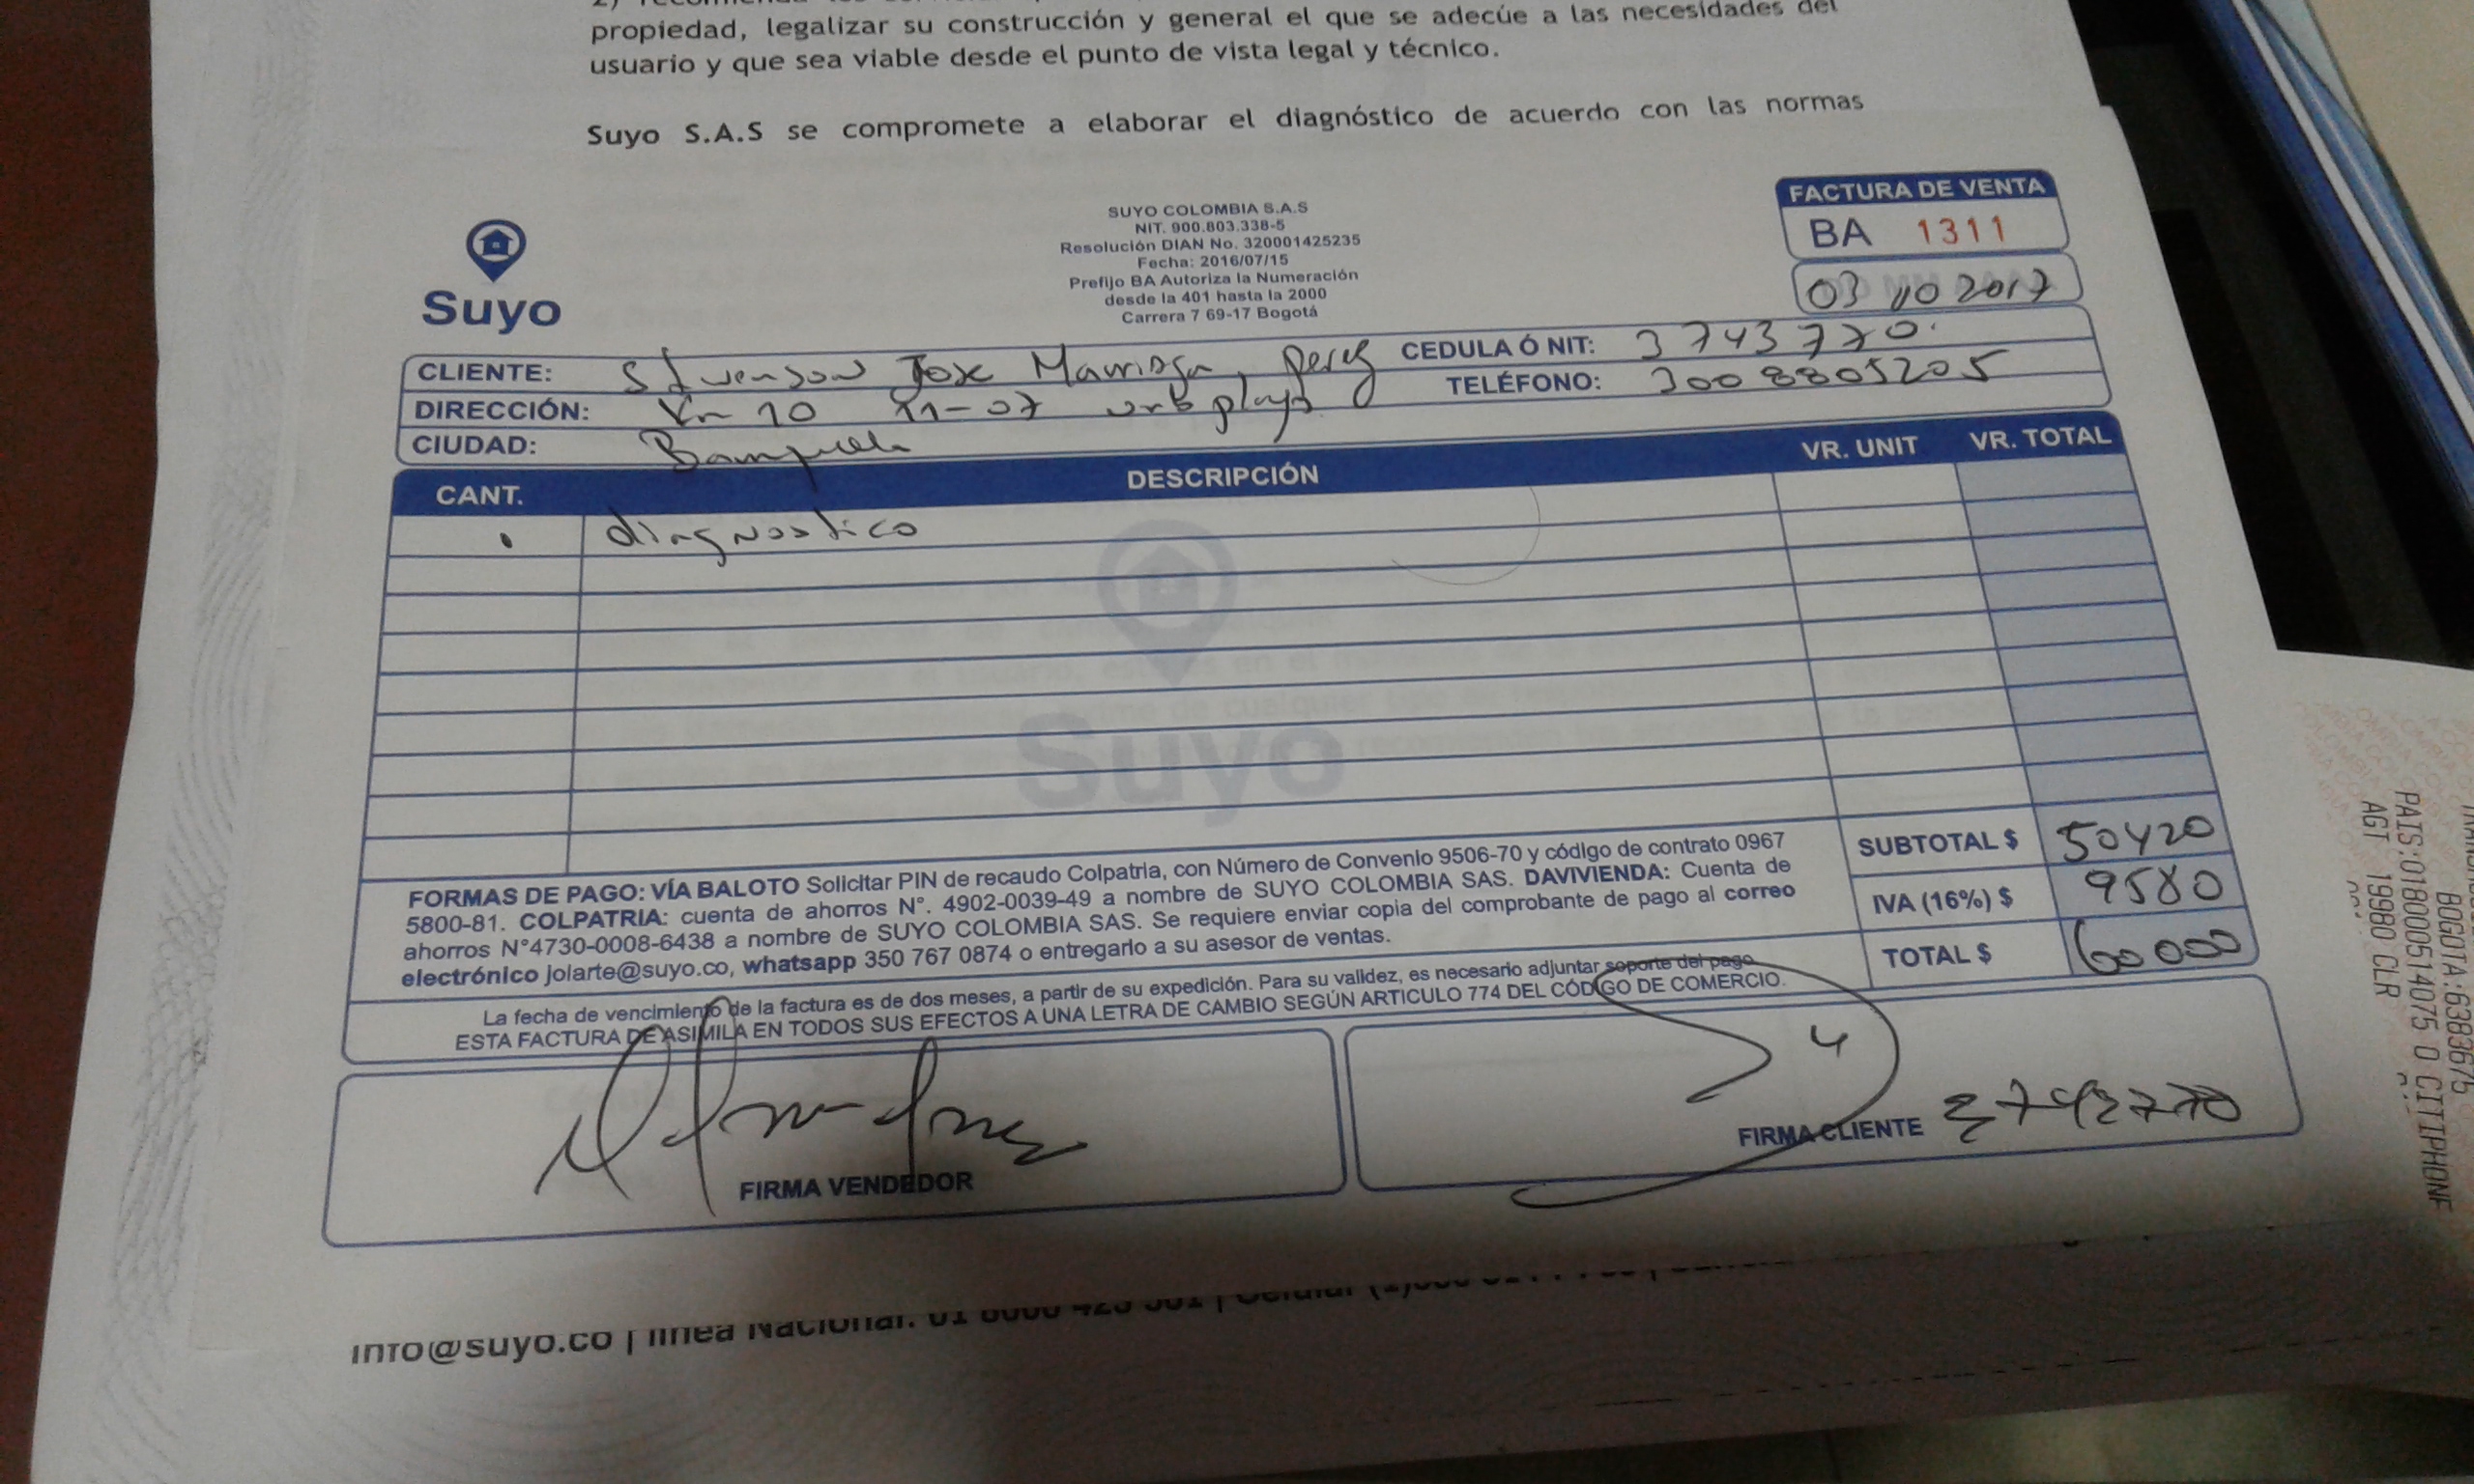 propiedad, legalizar su construcción y general el que se adecúe a las necesidades del
usuario y que sea viable desde el punto de vista legal y técnico.
Suyo S.A.S se compromete a elaborar el diagnóstico de acuerdo con las normas
Suyo
SUYO COLOMBIA S.A.S
NIT. 900.803.338-5
Resolución DIAN No. 320001425235
Fecha: 2016/07/15
Prefijo BA Autoriza la Numeración
desde la 401 hasta la 2000
Carrera 7 69-17 Bogotá
FACTURA DE VENTA
BA 1311
03 10 2017
CLIENTE: Stvenson Jose Perez
CEDULA Ó NIT: 3743770
DIRECCIÓN: 10 11-07 urb playa
TELÉFONO: 3008805205
CIUDAD:
CANT. DESCRIPCIÓN VR. UNIT VR. TOTAL
diagnostico
Suyo
FORMAS DE PAGO: VÍA BALOTO Solicitar PIN de recaudo Colpatria, con Número de Convenio 9506-70 y código de contrato 0967
5800-81. COLPATRIA: cuenta de ahorros N°. 4902-0039-49 a nombre de SUYO COLOMBIA SAS. DAVIVIENDA: Cuenta de
ahorros N°4730-0008-6438 a nombre de SUYO COLOMBIA SAS. Se requiere enviar copia del comprobante de pago al correo
electrónico jolarte@suyo.co, whatsapp 350 767 0874 o entregarlo a su asesor de ventas.
SUBTOTAL $ 50420
IVA (16%) $ 9580
TOTAL $ 60000
La fecha de vencimiento de la factura es de dos meses, a partir de su expedición. Para su validez, es necesario adjuntar soporte del pago
ESTA FACTURA DE ASIMILA EN TODOS SUS EFECTOS A UNA LETRA DE CAMBIO SEGÚN ARTICULO 774 DEL CÓDIGO DE COMERCIO.
FIRMA VENDEDOR
FIRMA CLIENTE
info@suyo.co | línea Nacional: 01 8000 423
BOGOTA:6383675
PAIS:018000514075 O CITIPHONE
AGT 19980 CLR